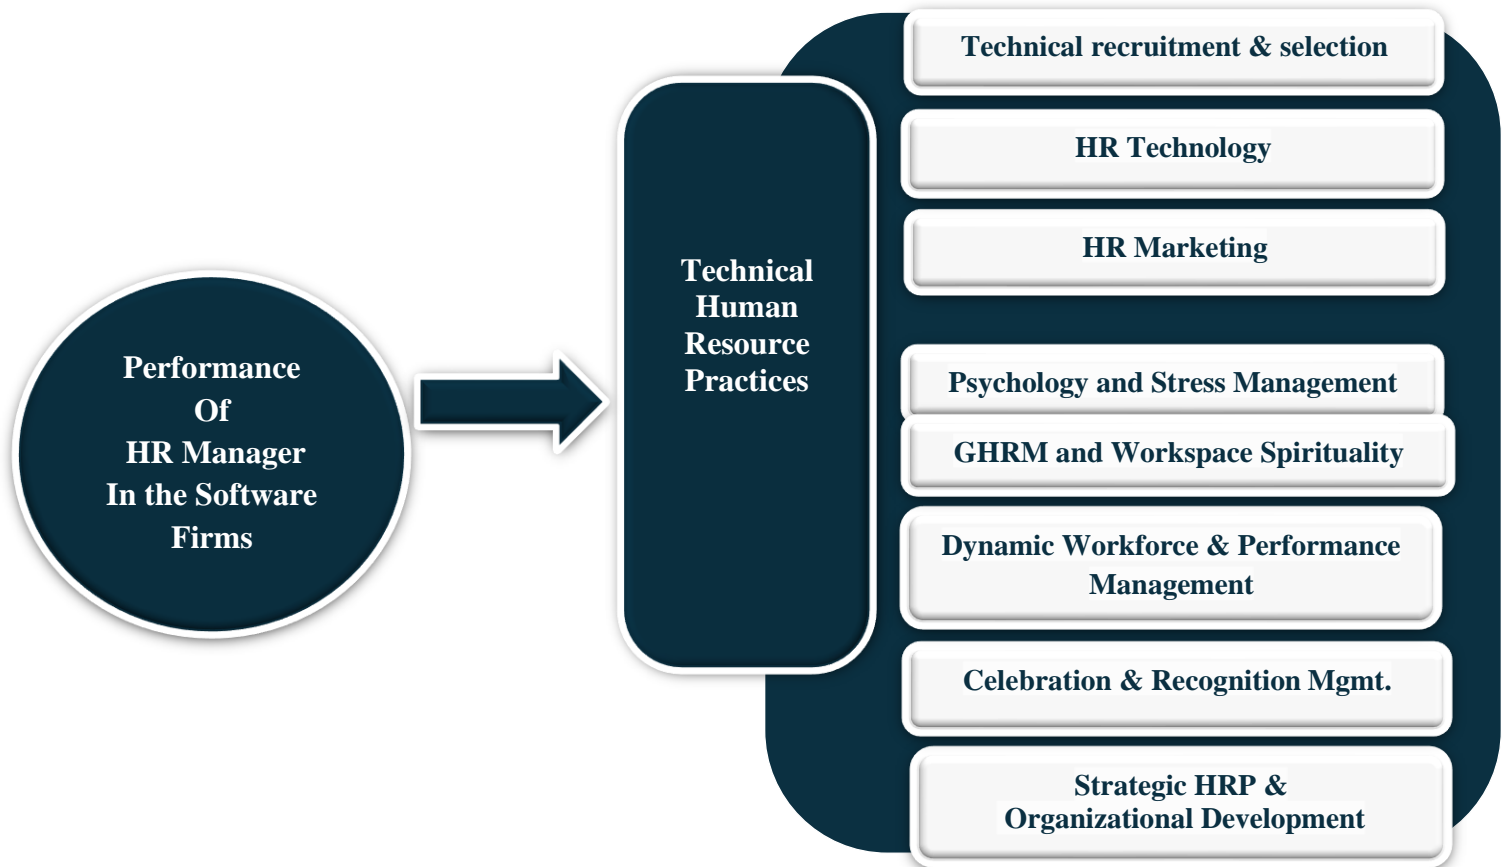 Performance
Of
HR Manager
In the Software
Firms
Technical
Human
Resource
Practices
Technical recruitment & selection
HR Technology
HR Marketing
Psychology and Stress Management
GHRM and Workspace Spirituality
Dynamic Workforce & Performance
Management
Celebration & Recognition Mgmt.
Strategic HRP &
Organizational Development